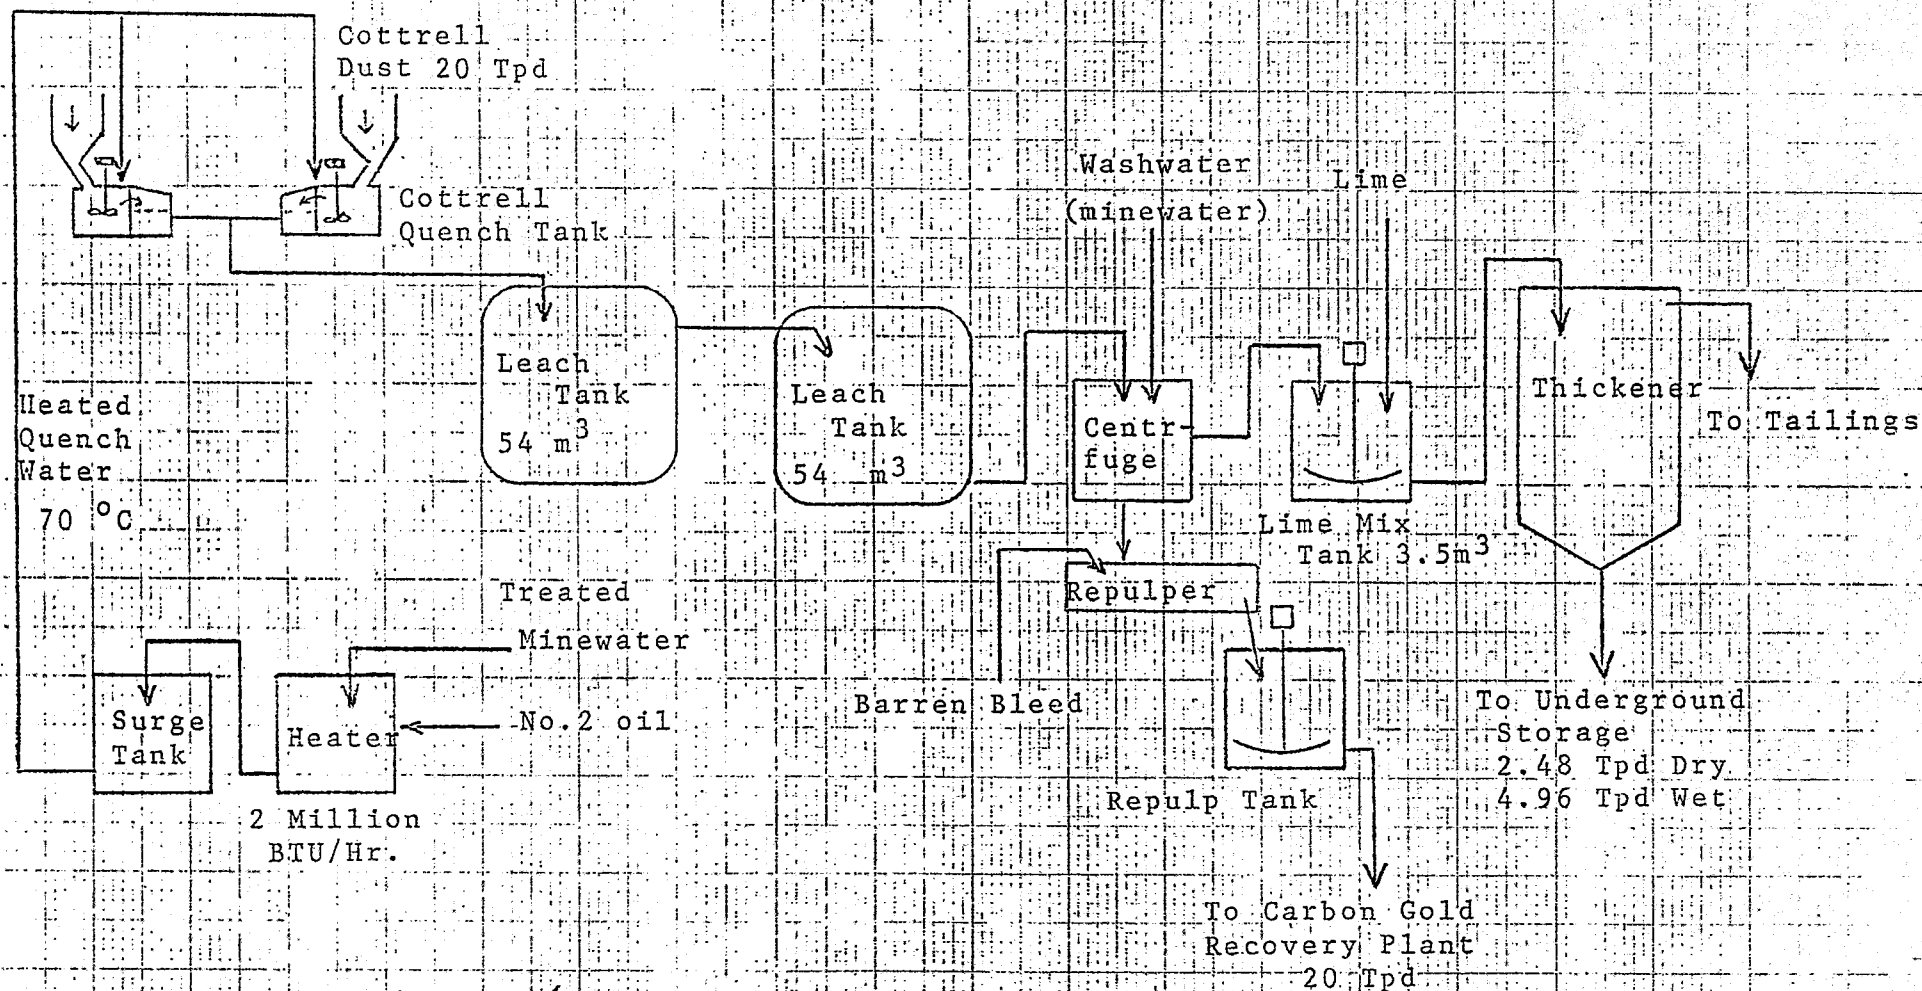 Cottrell
Dust 20 Tpd
Cottrell
Quench Tank
Washwater
(minewater)
Lime
Leach
Tank
54 m³
Leach
Tank
54 m³
Centr-
fuge
Thickener
To Tailings
Heated
Quench
Water
70 °C
Lime Mix
Tank 3.5m³
Treated
Minewater
Repulper
Surge
Tank
Heater
No.2 oil
Barren Bleed
To Underground
Storage
2.48 Tpd Dry
4.96 Tpd Wet
2 Million
BTU/Hr.
Repulp Tank
To Carbon Gold
Recovery Plant
20 Tpd